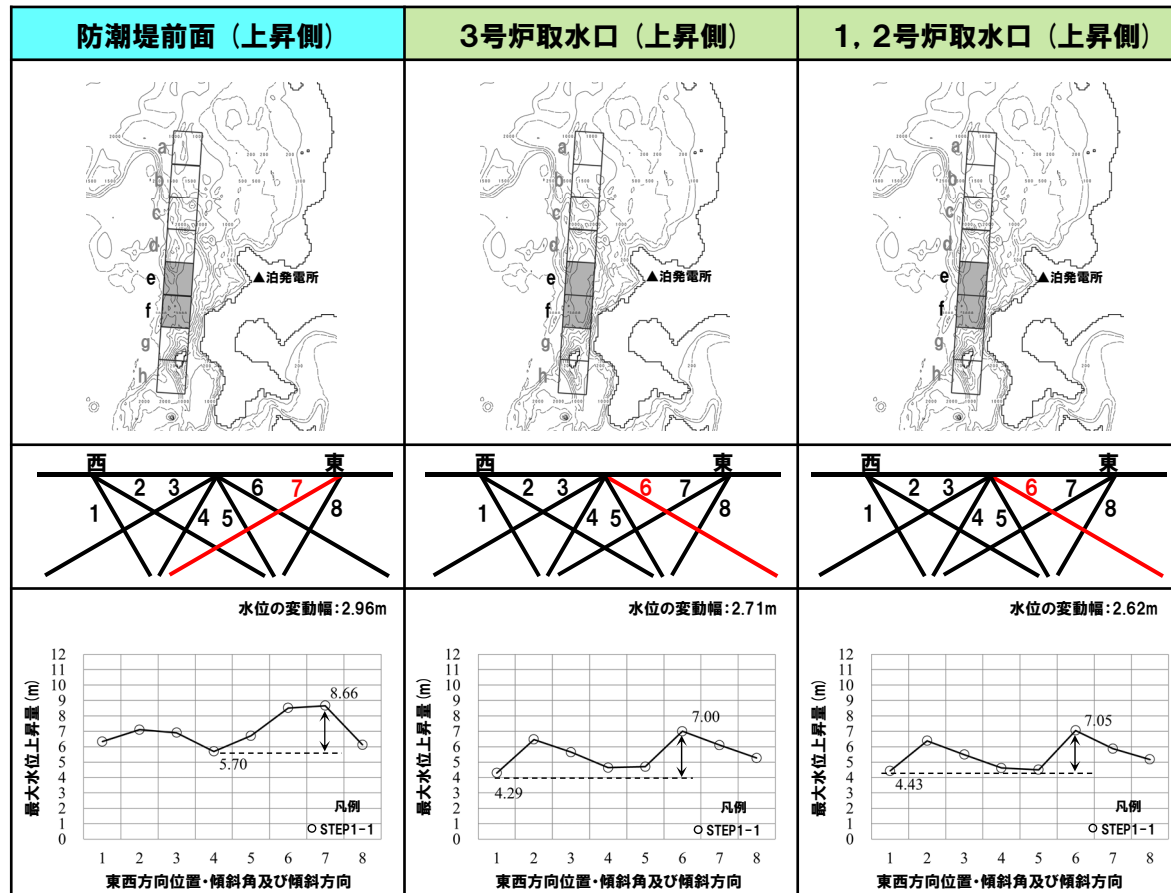 防潮堤前面（上昇側）
3号炉取水口（上昇側）
1，2号炉取水口（上昇側）
a
b
c
d
e
f
g
h
▲泊発電所
a
b
c
d
e
f
g
h
▲泊発電所
a
b
c
d
e
f
g
h
▲泊発電所
西 東
1 2 3 4 5 6 7 8
西 東
1 2 3 4 5 6 7 8
西 東
1 2 3 4 5 6 7 8
水位の変動幅：2.96m
最大水位上昇量(m)
12
11
10
9
8
7
6
5
4
3
2
1
0
8.66
5.70
凡例
○ STEP1-1
1 2 3 4 5 6 7 8
東西方向位置・傾斜角及び傾斜方向
水位の変動幅：2.71m
最大水位上昇量(m)
12
11
10
9
8
7
6
5
4
3
2
1
0
7.00
4.29
凡例
○ STEP1-1
1 2 3 4 5 6 7 8
東西方向位置・傾斜角及び傾斜方向
水位の変動幅：2.62m
最大水位上昇量(m)
12
11
10
9
8
7
6
5
4
3
2
1
0
7.05
4.43
凡例
○ STEP1-1
1 2 3 4 5 6 7 8
東西方向位置・傾斜角及び傾斜方向